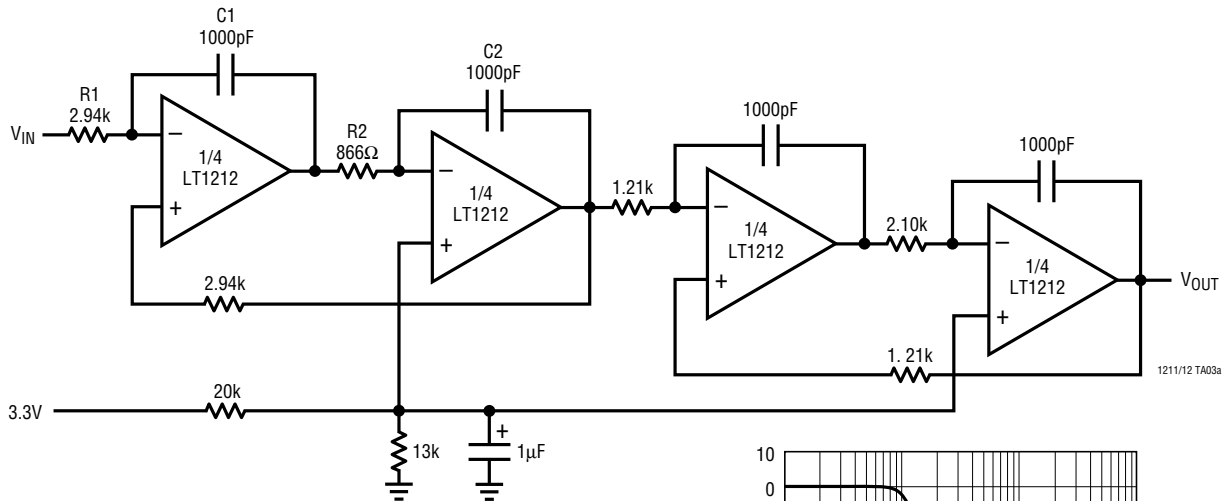 C1
1000pF
C2
1000pF
R1
2.94k
1000pF
VIN
R2
866Ω
1000pF
−
1/4
LT1212
+
−
1/4
LT1212
+
1.21k
−
1/4
LT1212
+
2.10k
−
1/4
LT1212
+
VOUT
2.94k
1. 21k
1211/12 TA03a
3.3V
20k
13k
+
1µF
10
0